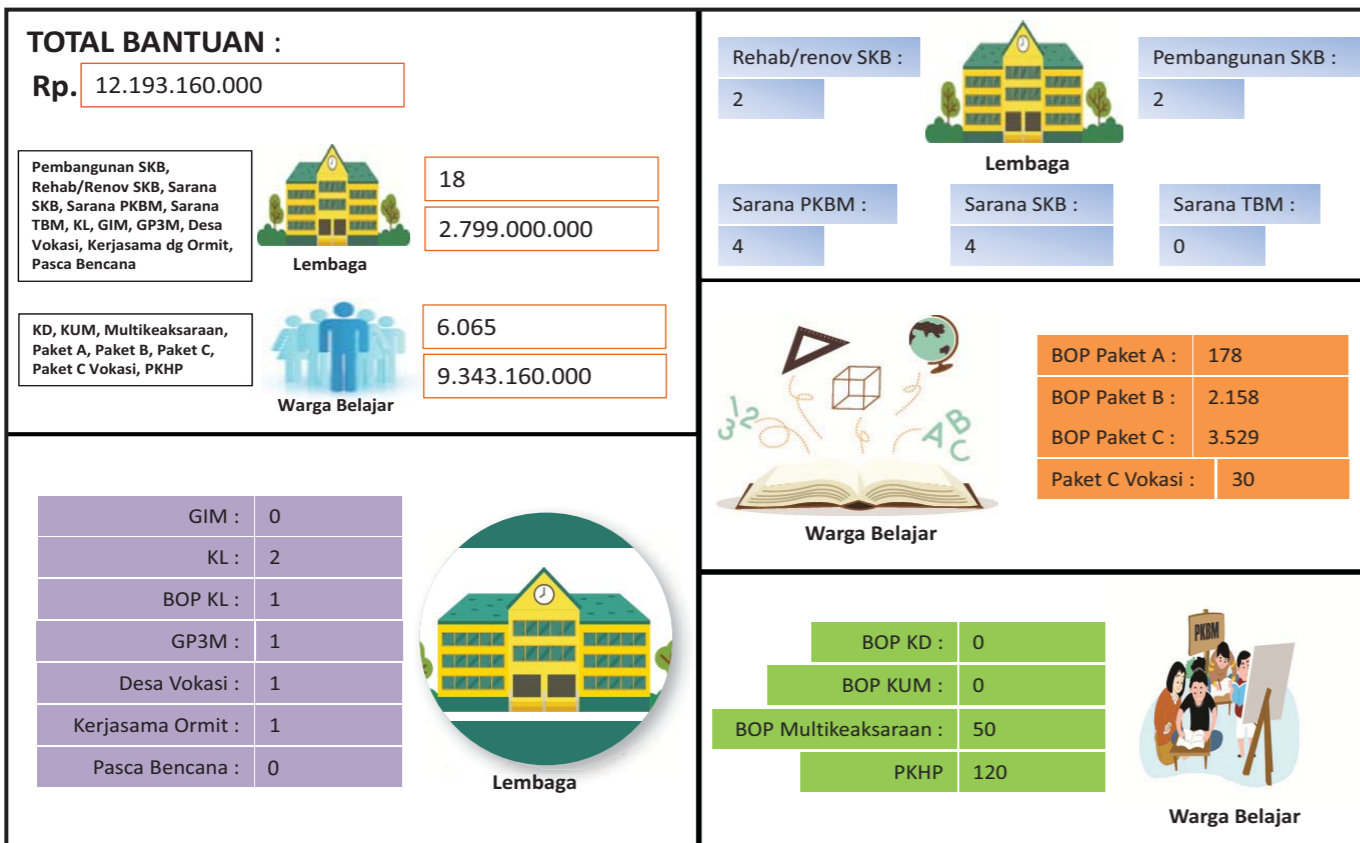 TOTAL BANTUAN :
Rp. 12.193.160.000
Pembangunan SKB,
Rehab/Renov SKB, Sarana
SKB, Sarana PKBM, Sarana
TBM, KL, GIM, GP3M, Desa
Vokasi, Kerjasama dg Ormit,
Pasca Bencana
Lembaga
18
2.799.000.000
KD, KUM, Multikeaksaraan,
Paket A, Paket B, Paket C,
Paket C Vokasi, PKHP
Warga Belajar
6.065
9.343.160.000
Rehab/renov SKB :
2
Lembaga
Pembangunan SKB :
2
Sarana PKBM :
4
Sarana SKB :
4
Sarana TBM :
0
1 2
3
A B
C
Warga Belajar
BOP Paket A : 178
BOP Paket B : 2.158
BOP Paket C : 3.529
Paket C Vokasi : 30
GIM : 0
KL : 2
BOP KL : 1
GP3M : 1
Desa Vokasi : 1
Kerjasama Ormit : 1
Pasca Bencana : 0
Lembaga
BOP KD : 0
BOP KUM : 0
BOP Multikeaksaraan : 50
PKHP 120
PKBM
Warga Belajar